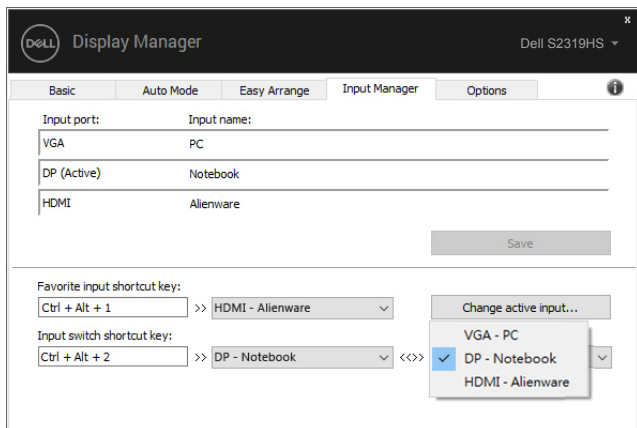 x
DELL Display Manager Dell S2319HS
Basic Auto Mode Easy Arrange Input Manager Options i
Input port: Input name:
VGA PC
DP (Active) Notebook
HDMI Alienware
Save
Favorite input shortcut key:
Ctrl + Alt + 1 >> HDMI - Alienware Change active input...
Input switch shortcut key:
VGA - PC
Ctrl + Alt + 2 >> DP - Notebook <<>> DP - Notebook
HDMI - Alienware